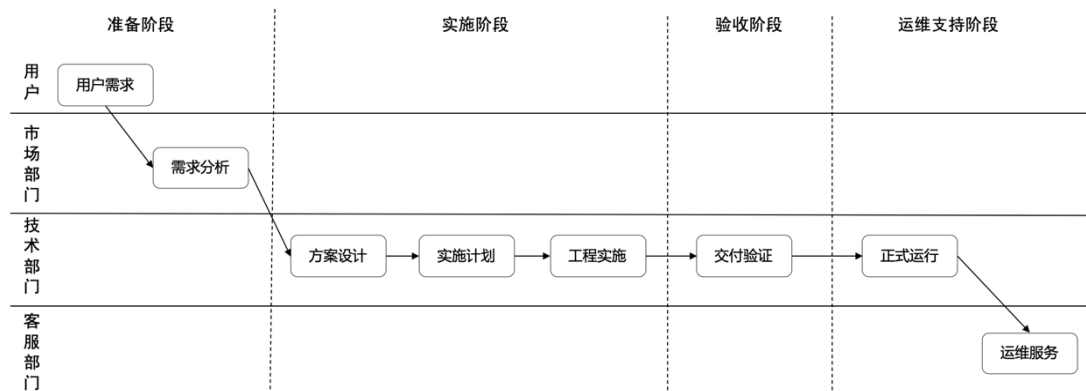 准备阶段
实施阶段
验收阶段
运维支持阶段
用户
用户需求
市场部门
需求分析
技术部门
方案设计
实施计划
工程实施
交付验证
正式运行
客服部门
运维服务